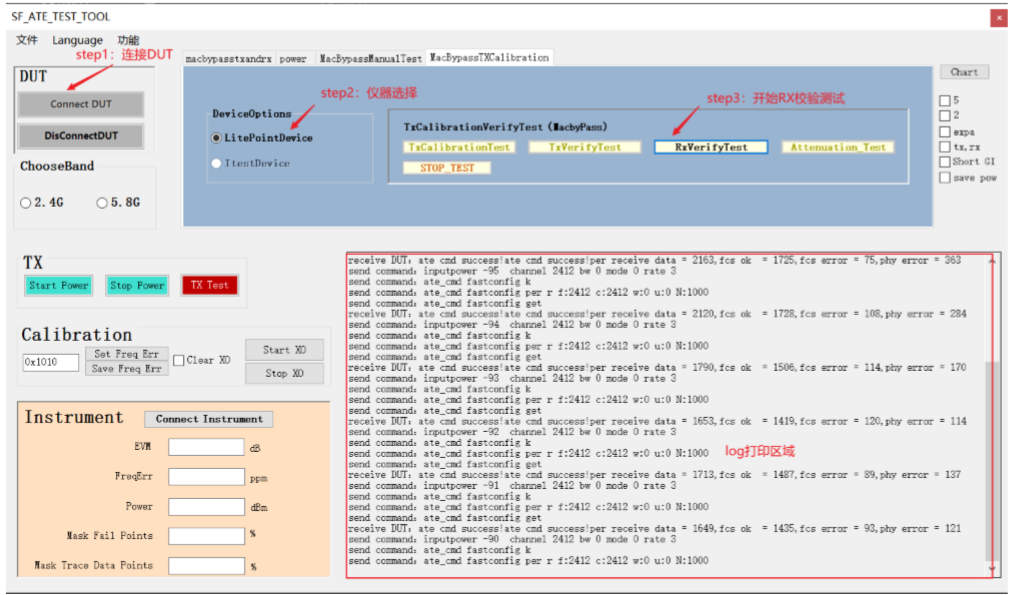 SF_ATE_TEST_TOOL
文件 Language 功能
step1：连接DUT
macbypasstxandrx power MacBypassManualTest MacBypassTXCalibration
DUT
Connect DUT
DisConnectDUT
ChooseBand
2.4G 5.8G
step2：仪器选择
DeviceOptions
LitePointDevice
ItestDevice
step3：开始RX校验测试
TxCalibrationVerifyTest (MacbyPass)
TxCalibrationTest TxVerifyTest RxVerifyTest Attenuation_Test
STOP_TEST
Chart
5
2
expa
tx,rx
Short GI
save pow
TX
Start Power Stop Power TX Test
Calibration
0x1010 Set Freq Err Save Freq Err Clear XO Start XO Stop XO
Instrument Connect Instrument
EVM dB
FreqErr ppm
Power dBm
Mask Fail Points %
Mask Trace Data Points %
receive DUT: ate cmd success!ate cmd success!per receive data = 2163,fcs ok = 1725,fcs error = 75,phy error = 363
send command: inputpower -95 channel 2412 bw 0 mode 0 rate 3
send command: ate_cmd fastconfig k
send command: ate_cmd fastconfig per r f:2412 c:2412 w:0 u:0 N:1000
send command: ate_cmd fastconfig get
receive DUT: ate cmd success!ate cmd success!per receive data = 2120,fcs ok = 1728,fcs error = 108,phy error = 284
send command: inputpower -94 channel 2412 bw 0 mode 0 rate 3
send command: ate_cmd fastconfig k
send command: ate_cmd fastconfig per r f:2412 c:2412 w:0 u:0 N:1000
send command: ate_cmd fastconfig get
receive DUT: ate cmd success!ate cmd success!per receive data = 1790,fcs ok = 1506,fcs error = 114,phy error = 170
send command: inputpower -93 channel 2412 bw 0 mode 0 rate 3
send command: ate_cmd fastconfig k
send command: ate_cmd fastconfig per r f:2412 c:2412 w:0 u:0 N:1000
send command: ate_cmd fastconfig get
receive DUT: ate cmd success!ate cmd success!per receive data = 1653,fcs ok = 1419,fcs error = 120,phy error = 114
send command: inputpower -92 channel 2412 bw 0 mode 0 rate 3
send command: ate_cmd fastconfig k
send command: ate_cmd fastconfig per r f:2412 c:2412 w:0 u:0 N:1000
log打印区域
send command: ate_cmd fastconfig get
receive DUT: ate cmd success!ate cmd success!per receive data = 1713,fcs ok = 1487,fcs error = 89,phy error = 137
send command: inputpower -91 channel 2412 bw 0 mode 0 rate 3
send command: ate_cmd fastconfig k
send command: ate_cmd fastconfig per r f:2412 c:2412 w:0 u:0 N:1000
send command: ate_cmd fastconfig get
receive DUT: ate cmd success!ate cmd success!per receive data = 1649,fcs ok = 1435,fcs error = 93,phy error = 121
send command: inputpower -90 channel 2412 bw 0 mode 0 rate 3
send command: ate_cmd fastconfig k
send command: ate_cmd fastconfig per r f:2412 c:2412 w:0 u:0 N:1000